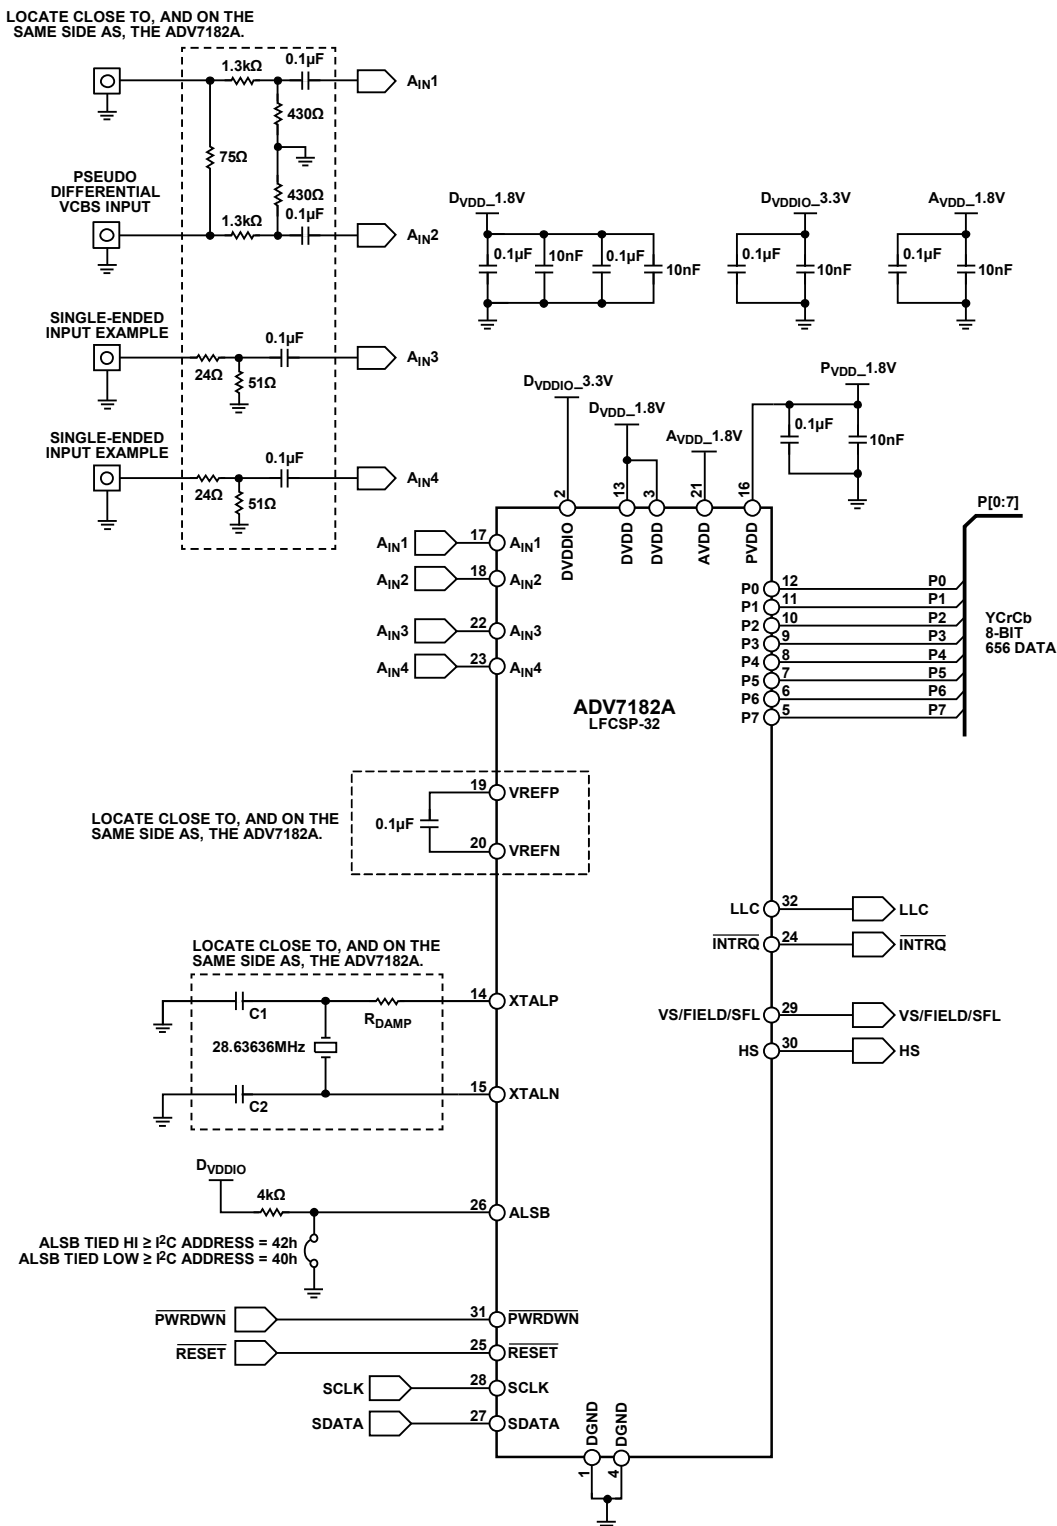 LOCATE CLOSE TO, AND ON THE
SAME SIDE AS, THE ADV7182A.
1.3kΩ
0.1µF
AIN1
430Ω
75Ω
PSEUDO
DIFFERENTIAL
VCBS INPUT
430Ω
1.3kΩ
0.1µF
AIN2
DVDD_1.8V
0.1µF
10nF
0.1µF
10nF
DVDDIO_3.3V
0.1µF
10nF
AVDD_1.8V
0.1µF
10nF
SINGLE-ENDED
INPUT EXAMPLE
0.1µF
AIN3
24Ω
51Ω
SINGLE-ENDED
INPUT EXAMPLE
0.1µF
AIN4
24Ω
51Ω
DVDDIO_3.3V
DVDD_1.8V
AVDD_1.8V
PVDD_1.8V
0.1µF
10nF
2
13
3
21
16
DVDDIO
DVDD
DVDD
AVDD
PVDD
AIN1
17
AIN1
AIN2
18
AIN2
AIN3
22
AIN3
AIN4
23
AIN4
P[0:7]
P0
12
P0
P1
11
P1
P2
10
P2
P3
9
P3
P4
8
P4
P5
7
P5
P6
6
P6
P7
5
P7
YCrCb
8-BIT
656 DATA
ADV7182A
LFCSP-32
LOCATE CLOSE TO, AND ON THE
SAME SIDE AS, THE ADV7182A.
0.1µF
19
VREFP
20
VREFN
LLC
32
LLC
INTRQ
24
INTRQ
VS/FIELD/SFL
29
VS/FIELD/SFL
HS
30
HS
LOCATE CLOSE TO, AND ON THE
SAME SIDE AS, THE ADV7182A.
C1
RDAMP
14
XTALP
28.63636MHz
C2
15
XTALN
DVDDIO
4kΩ
26
ALSB
ALSB TIED HI ≥ I2C ADDRESS = 42h
ALSB TIED LOW ≥ I2C ADDRESS = 40h
PWRDWN
31
PWRDWN
RESET
25
RESET
SCLK
28
SCLK
SDATA
27
SDATA
DGND
DGND
1
4